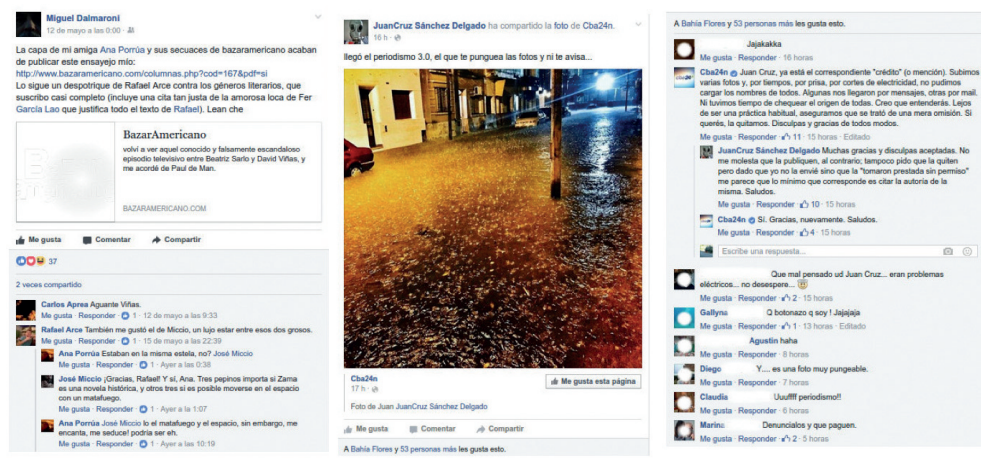 Miguel Dalmaroni
12 de mayo a las 0:00 ·
La capa de mi amiga Ana Porrúa y sus secuaces de bazaramericano acaban
de publicar este ensayejo mío:
http://www.bazaramericano.com/columnas.php?cod=167&pdf=si
Lo sigue un despotrique de Rafael Arce contra los géneros literarios, que
suscribo casi completo (incluye una cita tan justa de la amorosa loca de Fer
García Lao que justifica todo el texto de Rafael). Lean che
BazarAmericano
volví a ver aquel conocido y falsamente escandaloso
episodio televisivo entre Beatriz Sarlo y David Viñas, y
me acordé de Paul de Man.
BAZARAMERICANO.COM
Me gusta Comentar Compartir
37
2 veces compartido
Carlos Aprea Aguante Viñas.
Me gusta · Responder · 1 · 12 de mayo a las 9:33
Rafael Arce También me gustó el de Miccio, un lujo estar entre esos dos grosos.
Me gusta · Responder · 1 · 15 de mayo a las 22:39
Ana Porrúa Estaban en la misma estela, no? José Miccio
Me gusta · Responder · 1 · Ayer a las 0:38
José Miccio ¡Gracias, Rafael! Y sí, Ana. Tres pepinos importa si Zama
es una novela histórica, y otros tres si es posible moverse en el espacio
con un matafuego.
Me gusta · Responder · 1 · Ayer a la 1:07
Ana Porrúa José Miccio lo el matafuego y el espacio, sin embargo, me
encanta, me seduce! podría ser eh.
Me gusta · Responder · 1 · Ayer a las 10:19
JuanCruz Sánchez Delgado ha compartido la foto de Cba24n.
16 h ·
llegó el periodismo 3.0, el que te punguea las fotos y ni te avisa...
Cba24n
17 h ·
Me gusta esta página
Foto de Juan JuanCruz Sánchez Delgado
Me gusta Comentar Compartir
A Bahía Flores y 53 personas más les gusta esto.
A Bahía Flores y 53 personas más les gusta esto.
Jajakakka
Me gusta · Responder · 16 horas
Cba24n Juan Cruz, ya está el correspondiente "crédito" (o mención). Subimos
varias fotos y, por tiempos, por prisa, por cortes de electricidad, no pudimos
cargar los nombres de todos. Algunas nos llegaron por mensajes, otras por mail.
Ni tuvimos tiempo de chequear el origen de todas. Creo que entenderás. Lejos
de ser una práctica habitual, aseguramos que se trató de una mera omisión. Si
querés, la quitamos. Disculpas y gracias de todos modos.
Me gusta · Responder · 11 · 15 horas · Editado
JuanCruz Sánchez Delgado Muchas gracias y disculpas aceptadas. No
me molesta que la publiquen, al contrario; tampoco pido que la quiten
pero dado que yo no la envié sino que la "tomaron prestada sin permiso"
me parece que lo mínimo que corresponde es citar la autoría de la
misma. Saludos.
Me gusta · Responder · 10 · 15 horas
Cba24n Sí. Gracias, nuevamente. Saludos.
Me gusta · Responder · 4 · 15 horas
Escribe una respuesta...
Que mal pensado ud Juan Cruz... eran problemas
eléctricos... no desespere...
Me gusta · Responder · 2 · 15 horas
Gallyna Q botonazo q soy ! Jajajaja
Me gusta · Responder · 1 · 13 horas · Editado
Agustin haha
Me gusta · Responder · 8 horas
Diego Y.... es una foto muy pungeable.
Me gusta · Responder · 7 horas
Claudia Uuuffff periodismo!!
Me gusta · Responder · 6 horas
Marina Denuncialos y que paguen.
Me gusta · Responder · 2 · 5 horas